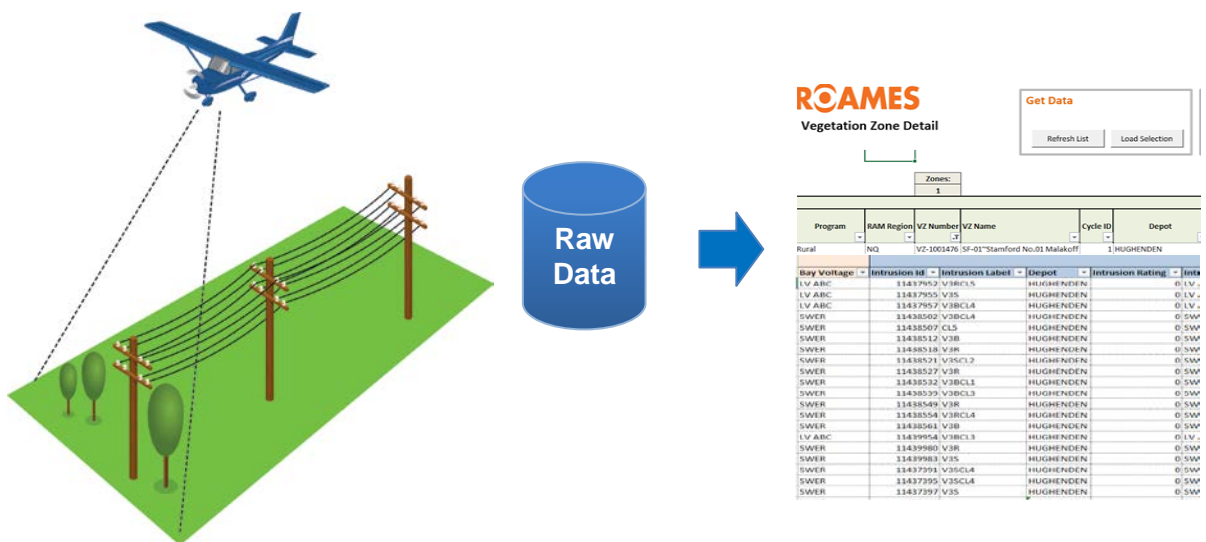 ROAMES
Get Data
Vegetation Zone Detail
Refresh List Load Selection
Zones:
1
Program RAM Region VZ Number VZ Name Cycle ID Depot
Rural NQ VZ-1001476 SF-01~Stamford No.01 Malakoff 1 HUGHENDEN
Raw
Data
Bay Voltage Intrusion Id Intrusion Label Depot Intrusion Rating
LV ABC 11437952 V3BCL5 HUGHENDEN 0 LV
LV ABC 11437955 V3S HUGHENDEN 0 LV
LV ABC 11437957 V3BCL4 HUGHENDEN 0 LV
SWER 11438502 V3BCL4 HUGHENDEN 0
SWER 11438507 CL5 HUGHENDEN 0
SWER 11438512 V3B HUGHENDEN 0
SWER 11438518 V3R HUGHENDEN 0
SWER 11438521 V3SCL2 HUGHENDEN 0
SWER 11438527 V3R HUGHENDEN 0
SWER 11438532 V3BCL1 HUGHENDEN 0
SWER 11438539 V3BCL3 HUGHENDEN 0
SWER 11438549 V3R HUGHENDEN 0
SWER 11438554 V3RCL4 HUGHENDEN 0
SWER 11438561 V3B HUGHENDEN 0
LV ABC 11439954 V3BCL3 HUGHENDEN 0 LV
SWER 11439980 V3R HUGHENDEN 0
SWER 11439983 V3S HUGHENDEN 0
SWER 11437391 V3SCL4 HUGHENDEN 0
SWER 11437395 V3SCL4 HUGHENDEN 0
SWER 11437397 V3S HUGHENDEN 0